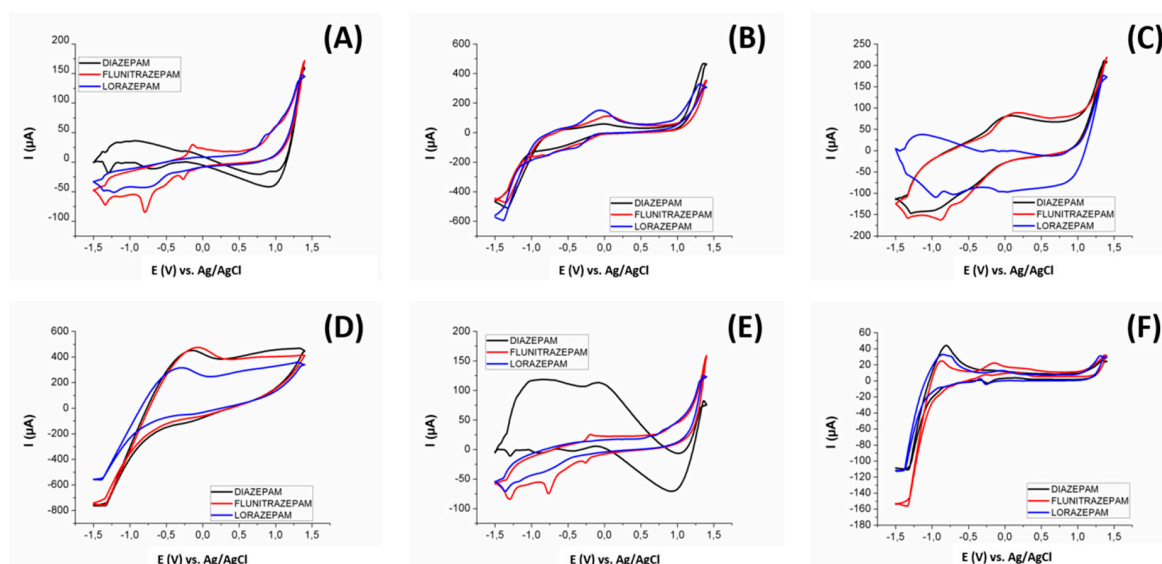 (A)
200
150
100
50
0
-50
-100
I (µA)
DIAZEPAM
FLUNITRAZEPAM
LORAZEPAM
-1,5 -1,0 -0,5 0,0 0,5 1,0 1,5
E (V) vs. Ag/AgCl
(B)
600
400
200
0
-200
-400
-600
I (µA)
DIAZEPAM
FLUNITRAZEPAM
LORAZEPAM
-1,5 -1,0 -0,5 0,0 0,5 1,0 1,5
E (V) vs. Ag/AgCl
(C)
250
200
150
100
50
0
-50
-100
-150
-200
I (µA)
DIAZEPAM
FLUNITRAZEPAM
LORAZEPAM
-1,5 -1,0 -0,5 0,0 0,5 1,0 1,5
E (V) vs. Ag/AgCl
(D)
600
400
200
0
-200
-400
-600
-800
I (µA)
DIAZEPAM
FLUNITRAZEPAM
LORAZEPAM
-1,5 -1,0 -0,5 0,0 0,5 1,0 1,5
E (V) vs. Ag/AgCl
(E)
200
150
100
50
0
-50
-100
I (µA)
DIAZEPAM
FLUNITRAZEPAM
LORAZEPAM
-1,5 -1,0 -0,5 0,0 0,5 1,0 1,5
E (V) vs. Ag/AgCl
(F)
60
40
20
0
-20
-40
-60
-80
-100
-120
-140
-160
-180
I (µA)
DIAZEPAM
FLUNITRAZEPAM
LORAZEPAM
-1,5 -1,0 -0,5 0,0 0,5 1,0 1,5
E (V) vs. Ag/AgCl